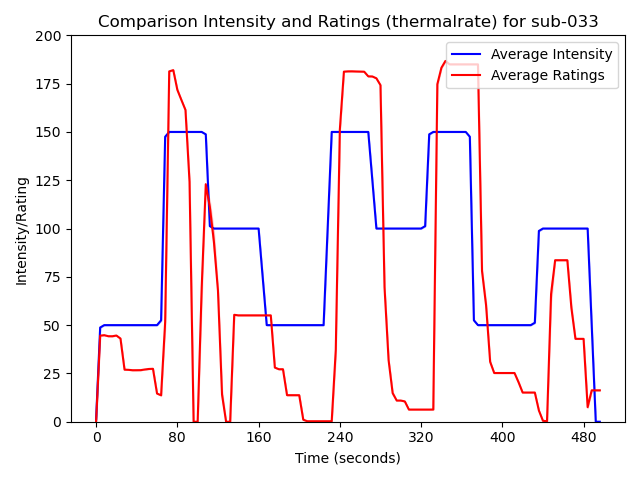 Comparison Intensity and Ratings (thermalrate) for sub-033
200
175
150
125
100
75
50
25
0
Intensity/Rating
Average Intensity
Average Ratings
0 80 160 240 320 400 480
Time (seconds)